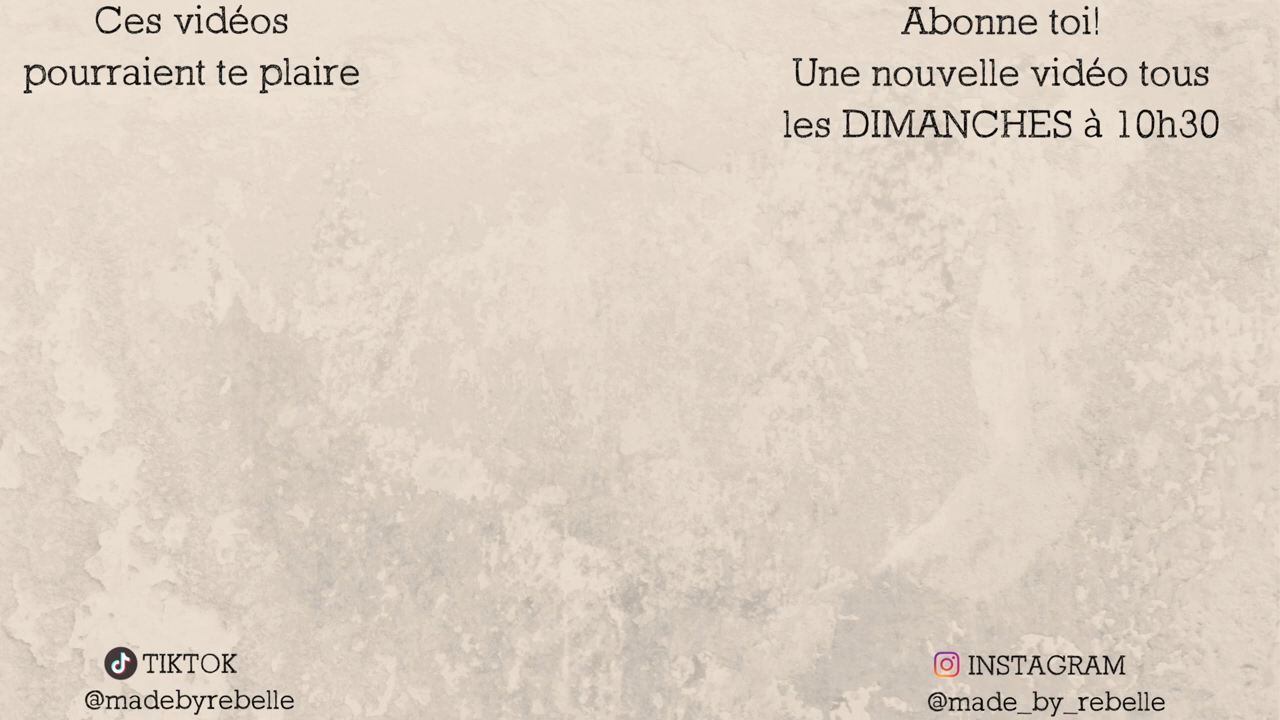 Ces vidéos
pourraient te plaire
Abonne toi!
Une nouvelle vidéo tous
les DIMANCHES à 10h30
TIKTOK
@madebyrebelle
INSTAGRAM
@made_by_rebelle